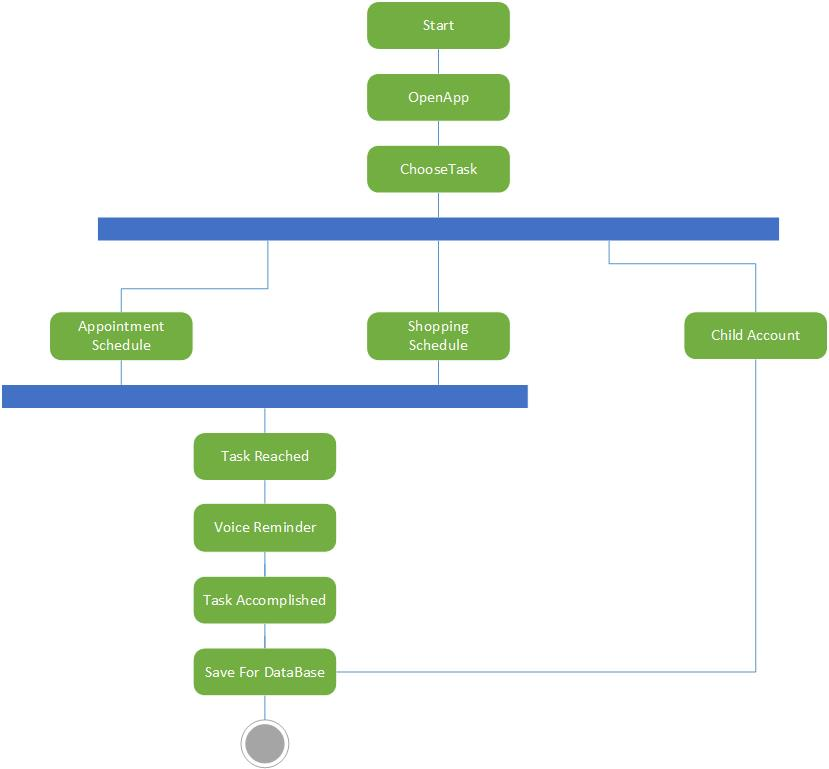 Start
OpenApp
ChooseTask
Appointment
Schedule
Shopping
Schedule
Child Account
Task Reached
Voice Reminder
Task Accomplished
Save For DataBase